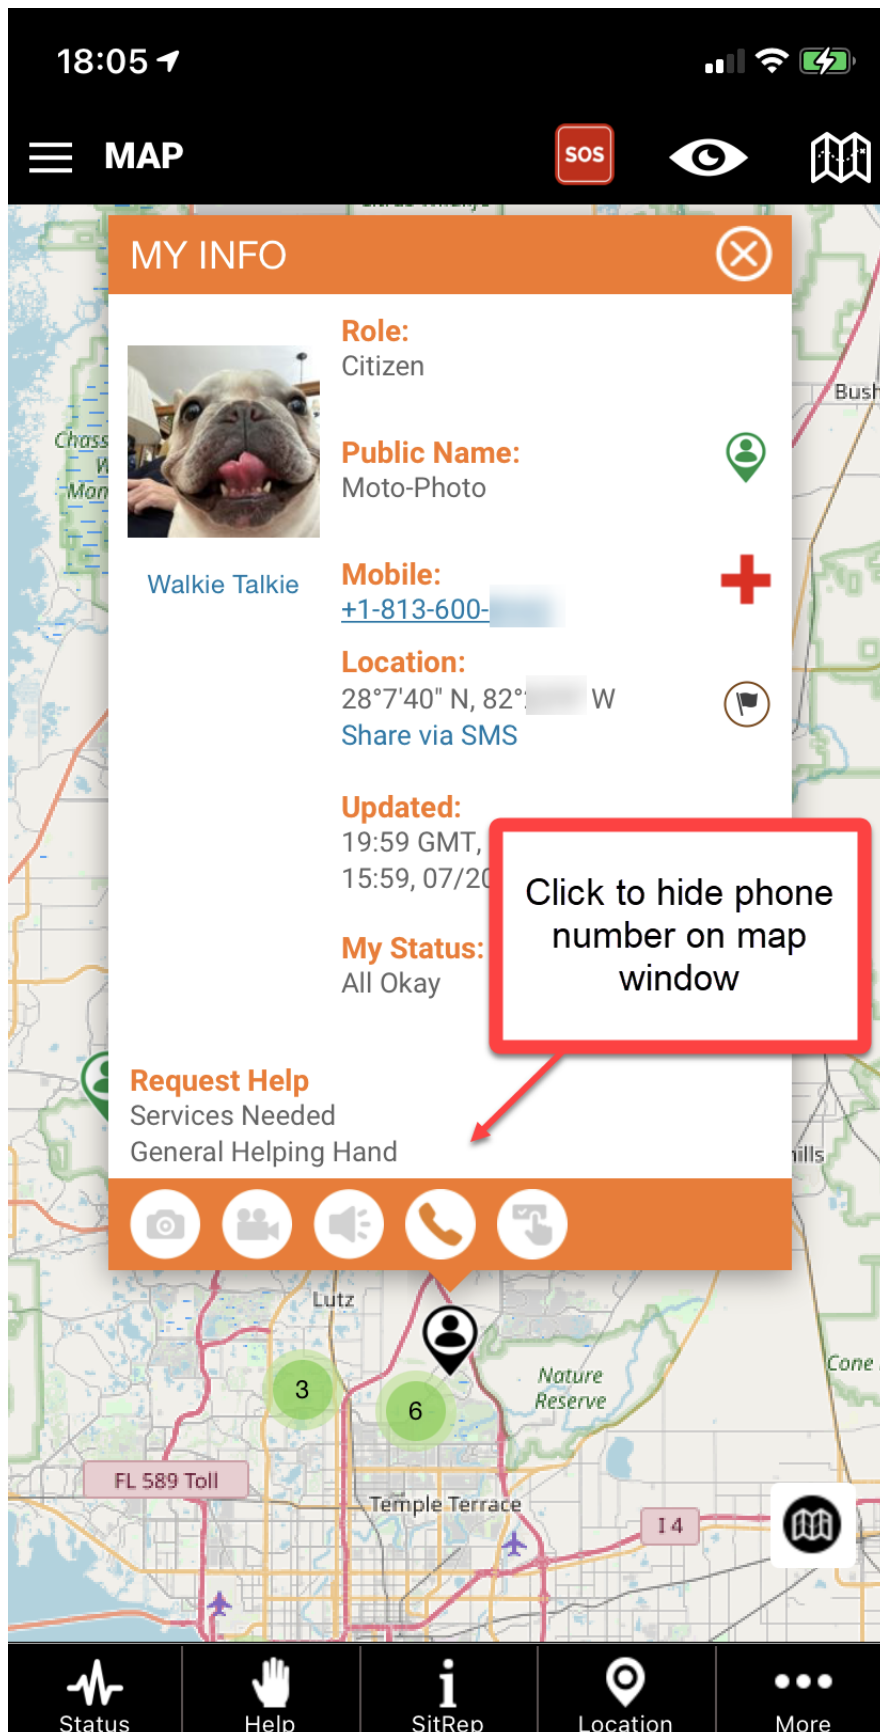 18:05
MAP
SOS
MY INFO
Role:
Citizen
Public Name:
Moto-Photo
Walkie Talkie
Mobile:
+1-813-600-
Location:
28°7'40" N, 82° W
Share via SMS
Updated:
19:59 GMT,
15:59, 07/20
My Status:
All Okay
Click to hide phone
number on map
window
Request Help
Services Needed
General Helping Hand
Bush
Chass
W
Man
hills
Lutz
3
6
Nature
Reserve
Cone
FL 589 Toll
Temple Terrace
I 4
Status
Help
SitRep
Location
More